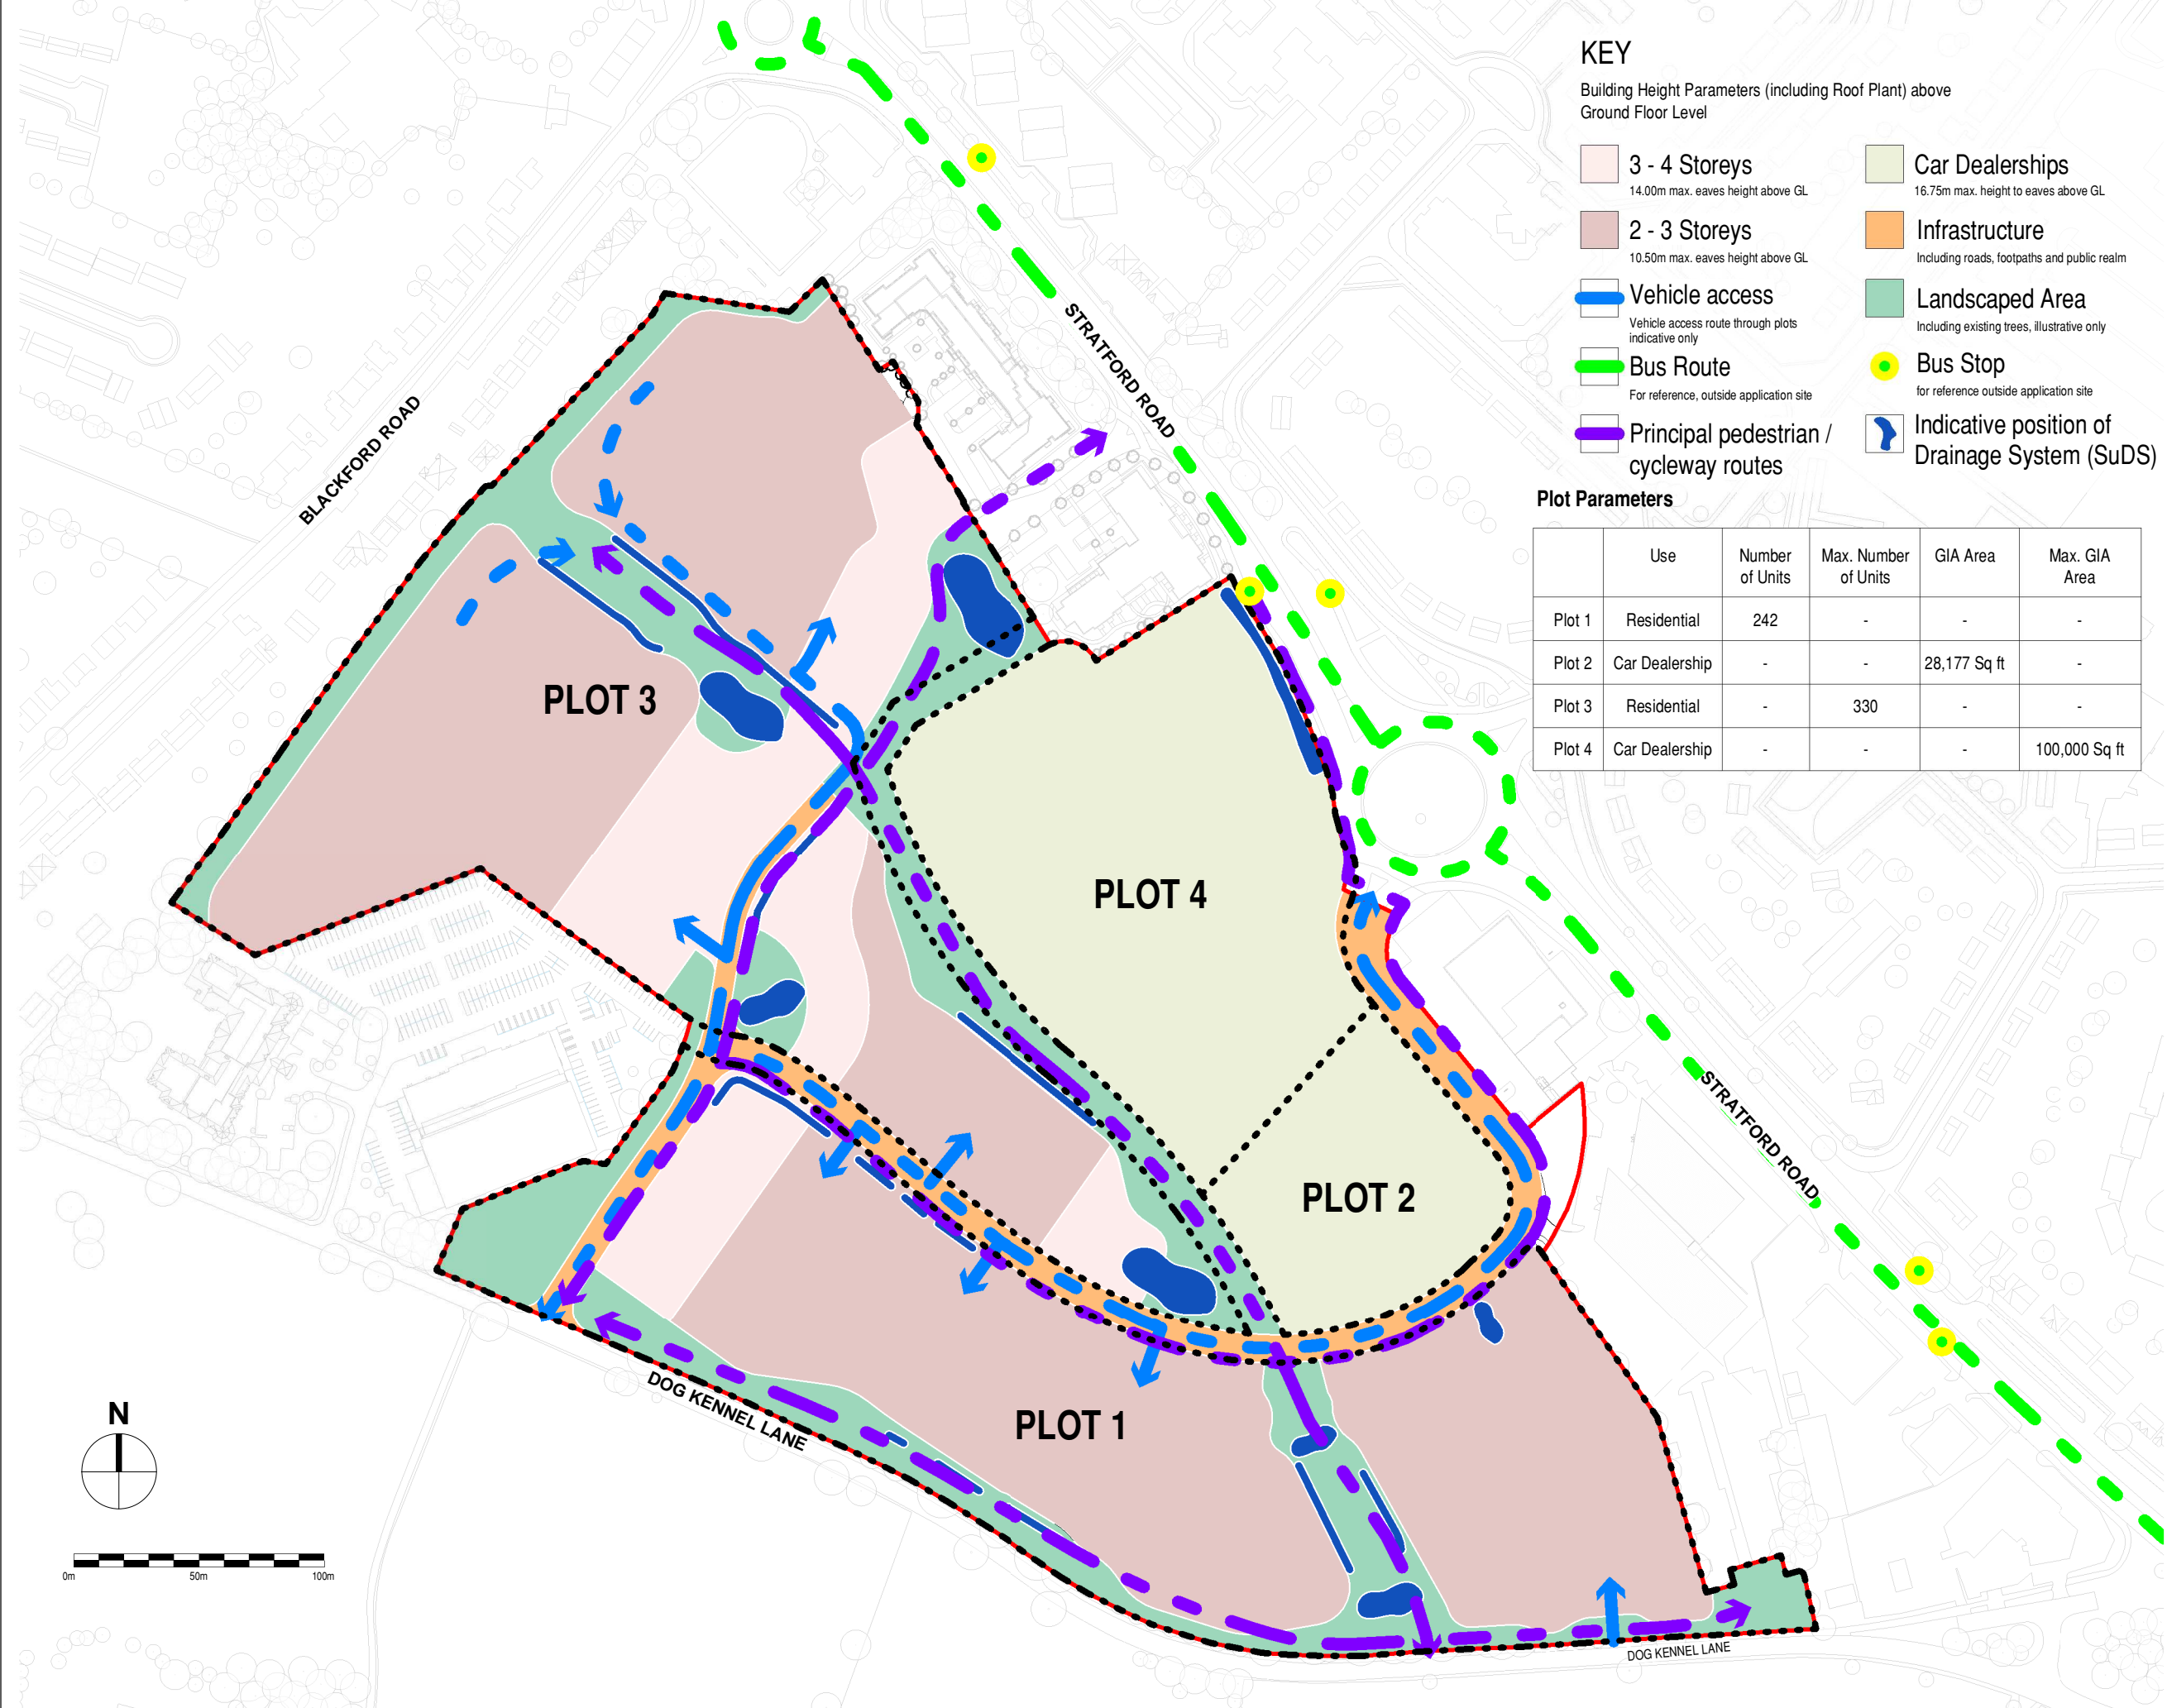 KEY
Building Height Parameters (including Roof Plant) above
Ground Floor Level
3 - 4 Storeys
14.00m max. eaves height above GL
2 - 3 Storeys
10.50m max. eaves height above GL
Vehicle access
Vehicle access route through plots
indicative only
Bus Route
For reference, outside application site
Principal pedestrian /
cycleway routes
Car Dealerships
16.75m max. height to eaves above GL
Infrastructure
Including roads, footpaths and public realm
Landscaped Area
Including existing trees, illustrative only
Bus Stop
for reference outside application site
Indicative position of
Drainage System (SuDS)
Plot Parameters
Use
Number
of Units
Max. Number
of Units
GIA Area
Max. GIA
Area
Plot 1 Residential 242 - - -
Plot 2 Car Dealership - - 28,177 Sq ft -
Plot 3 Residential - 330 - -
Plot 4 Car Dealership - - - 100,000 Sq ft
STRATFORD ROAD
BLACKFORD ROAD
PLOT 3
PLOT 4
PLOT 2
STRATFORD ROAD
PLOT 1
DOG KENNEL LANE
DOG KENNEL LANE
N
0m 50m 100m